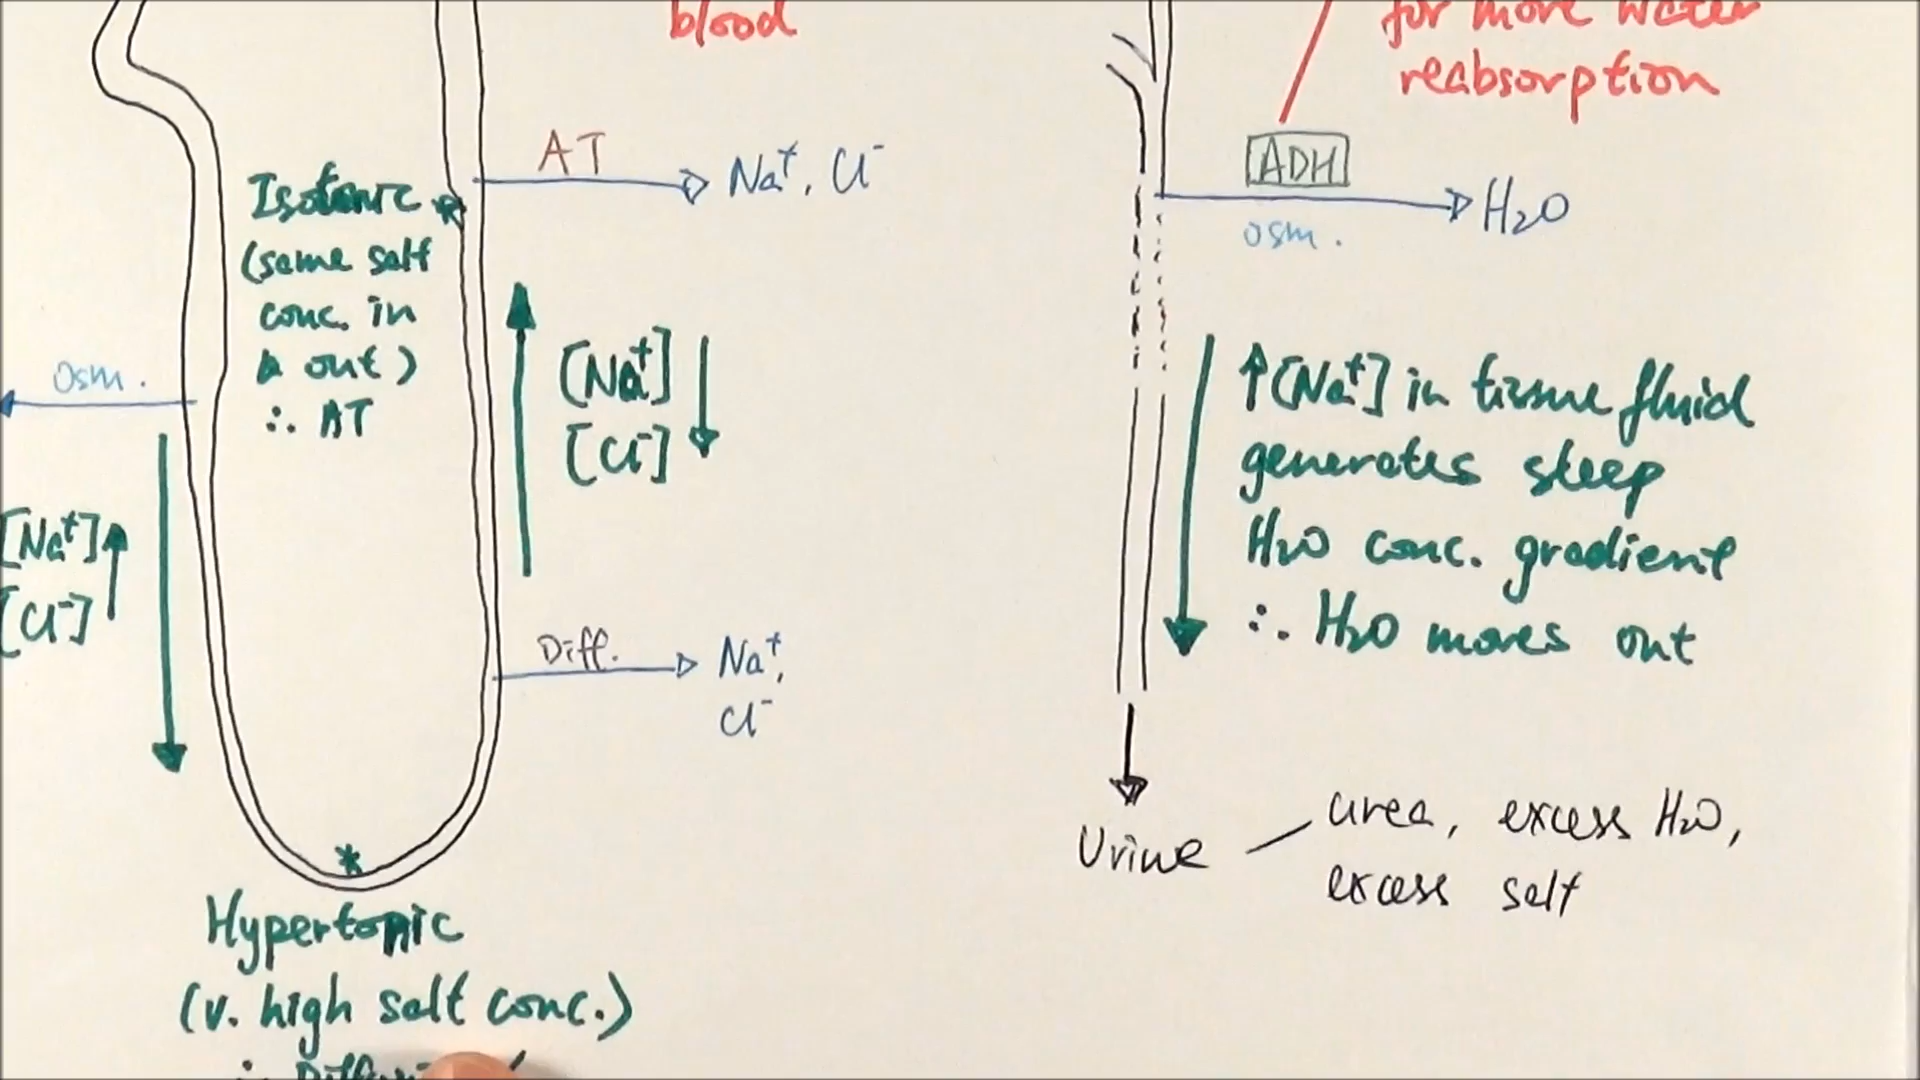 blood
for more water
reabsorption
AT
Na⁺, Cl⁻
Isotonic *
(same salt
conc. in
& out)
∴ AT
ADH
H₂O
osm.
Osm.
[Na⁺]
[Cl⁻]
[Na⁺]
[Cl⁻]
↑[Na⁺] in tissue fluid
generates steep
H₂O conc. gradient
∴ H₂O moves out
Diff.
Na⁺,
Cl⁻
*
Hypertonic
(v. high salt conc.)
Urine
urea, excess H₂O,
excess salt